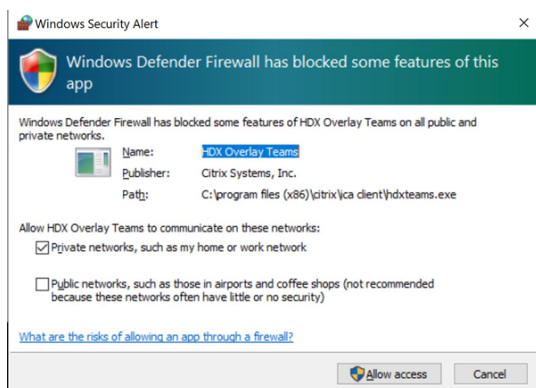 Windows Security Alert
Windows Defender Firewall has blocked some features of this
app
Windows Defender Firewall has blocked some features of HDX Overlay Teams on all public and
private networks.
Name: HDX Overlay Teams
Publisher: Citrix Systems, Inc.
Path: C:\program files (x86)\citrix\ica client\hdxteams.exe
Allow HDX Overlay Teams to communicate on these networks:
Private networks, such as my home or work network
Public networks, such as those in airports and coffee shops (not recommended
because these networks often have little or no security)
What are the risks of allowing an app through a firewall?
Allow access Cancel